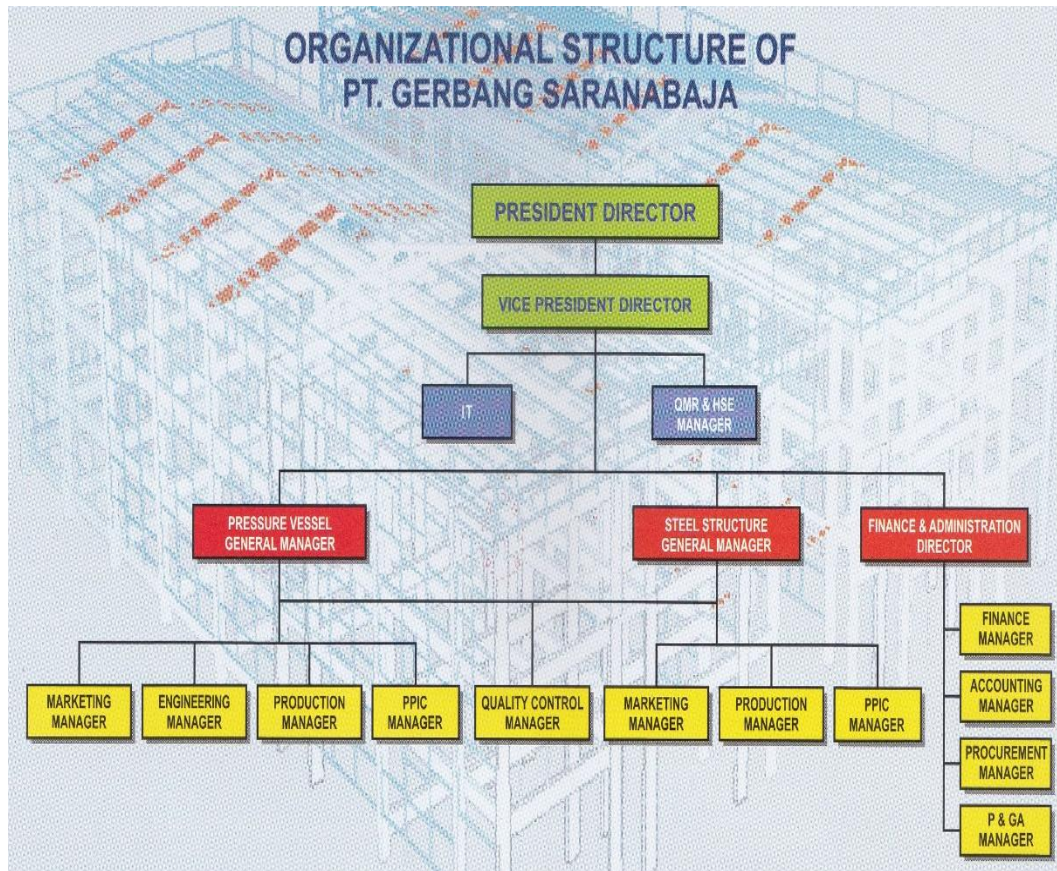 ORGANIZATIONAL STRUCTURE OF
PT. GERBANG SARANABAJA
PRESIDENT DIRECTOR
VICE PRESIDENT DIRECTOR
IT
QMR & HSE
MANAGER
PRESSURE VESSEL
GENERAL MANAGER
STEEL STRUCTURE
GENERAL MANAGER
FINANCE & ADMINISTRATION
DIRECTOR
MARKETING
MANAGER
ENGINEERING
MANAGER
PRODUCTION
MANAGER
PPIC
MANAGER
QUALITY CONTROL
MANAGER
MARKETING
MANAGER
PRODUCTION
MANAGER
PPIC
MANAGER
FINANCE
MANAGER
ACCOUNTING
MANAGER
PROCUREMENT
MANAGER
P & GA
MANAGER